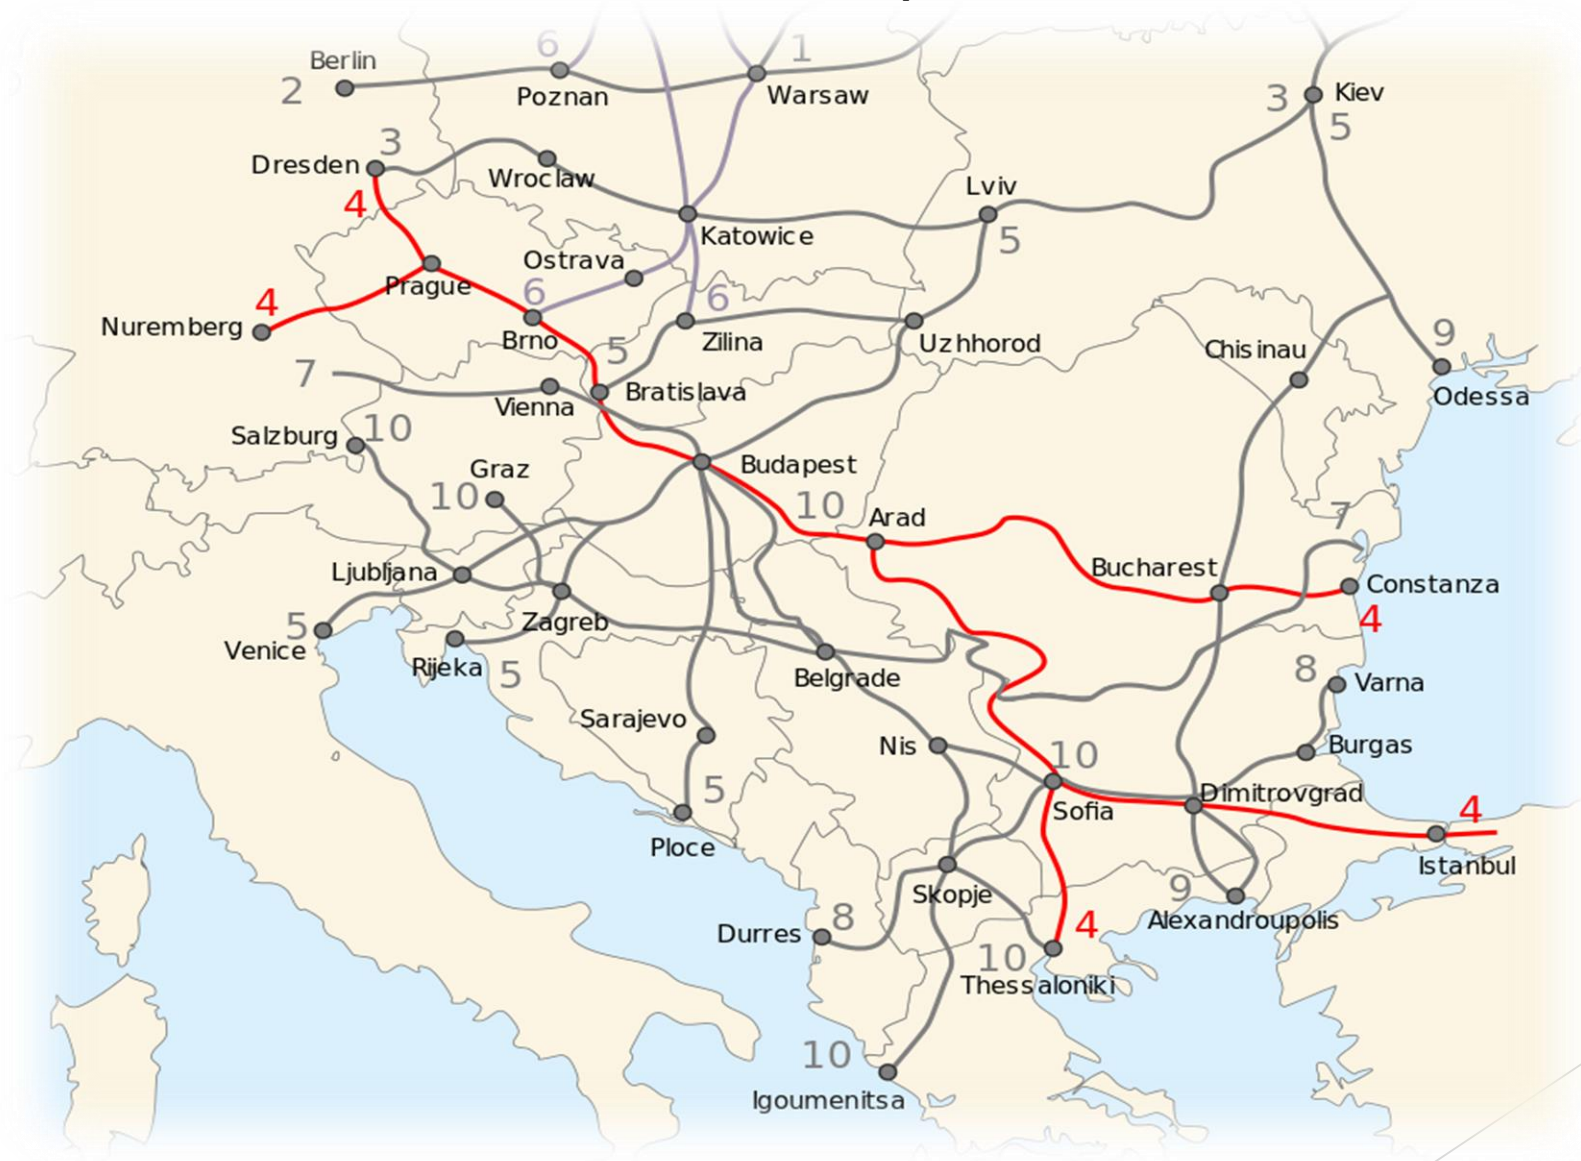 6
1
Berlin
2
Poznan
Warsaw
3
Kiev
5
3
Dresden
Wroclaw
Lviv
4
Katowice
5
Ostrava
Prague
6
6
4
Nuremberg
Brno
Zilina
Uzhhorod
9
5
Chisinau
7
Vienna
Bratislava
Odessa
Salzburg
10
Graz
Budapest
10
10
Arad
7
Ljubljana
Bucharest
Constanza
4
Zagreb
5
Venice
Rijeka
5
Belgrade
8
Varna
Sarajevo
Nis
Burgas
10
5
Dimitrovgrad
Sofia
4
Ploce
Istanbul
Skopje
9
Alexandroupolis
8
Durres
4
10
Thessaloniki
10
Igoumenitsa